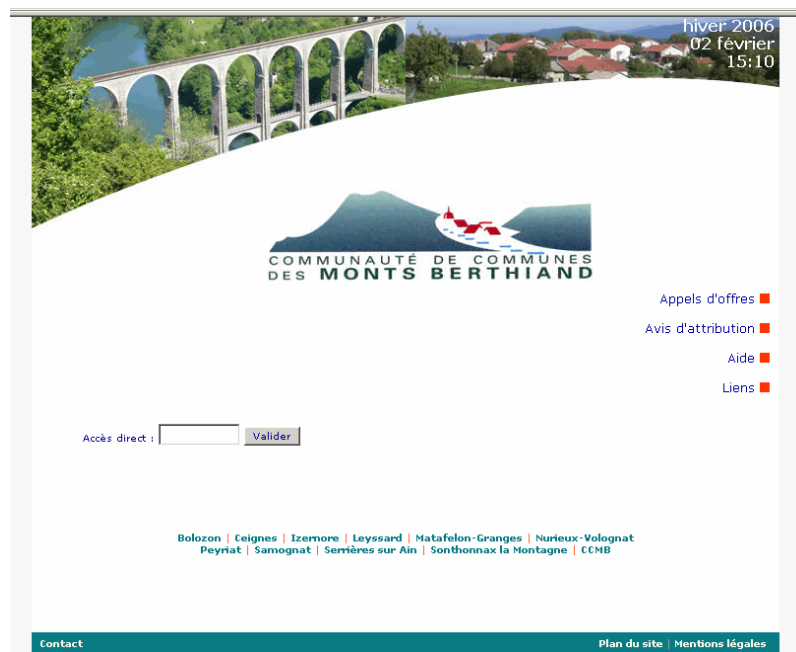 hiver 2006
02 février
15:10
COMMUNAUTÉ DE COMMUNES
DES MONTS BERTHIAND
Appels d'offres
Avis d'attribution
Aide
Liens
Accès direct : Valider
Bolozon | Ceignes | Izernore | Leyssard | Matafelon-Granges | Nurieux-Volognat
Peyriat | Samognat | Serrières sur Ain | Sonthonnax la Montagne | CCMB
Contact Plan du site | Mentions légales